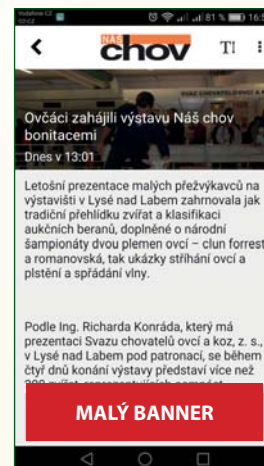 Vodafone CZ
81 % 16:5
NÁŠ
chov
T!
Ovčáci zahájili výstavu Náš chov
bonitacemi
Dnes v 13:01
Letošní prezentace malých přežvýkavců na
výstavišti v Lysé nad Labem zahrnovala jak
tradiční přehlídku zvířat a klasifikaci
aukčních beranů, doplněné o národní
šampionáty dvou plemen ovcí – clun forrest
a romanovská, tak ukázky stříhání ovcí a
plstění a spřádání vlny.
Podle Ing. Richarda Konráda, který má
prezentaci Svazu chovatelů ovcí a koz, z. s.,
v Lysé nad Labem pod patronací, se během
čtyř dnů konání výstavy představí více než
MALÝ BANNER